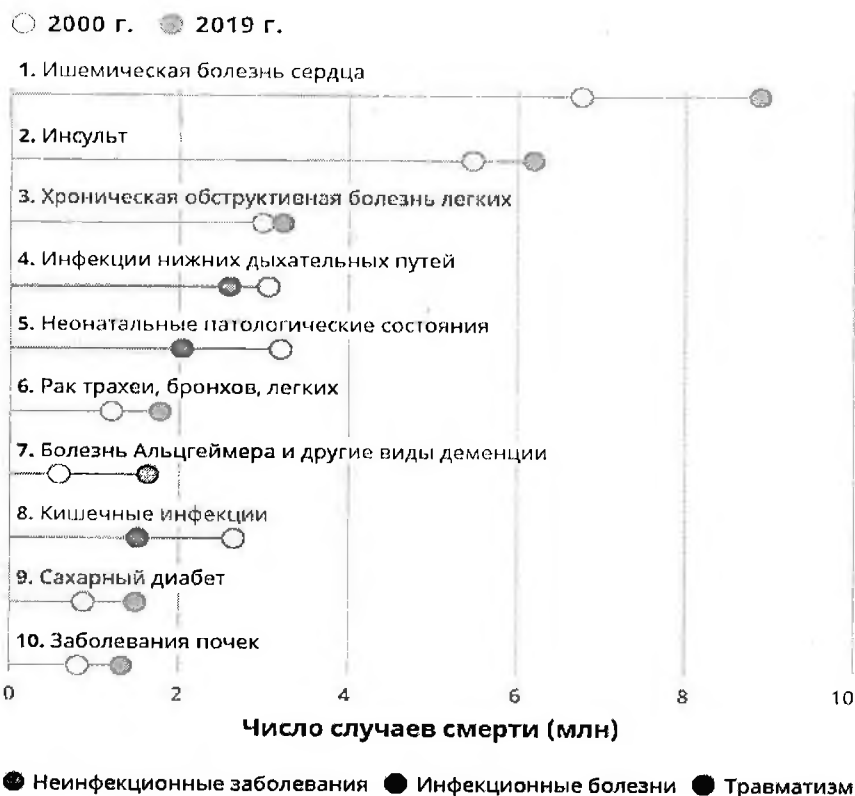 2000 г. 2019 г.
1. Ишемическая болезнь сердца
2. Инсульт
3. Хроническая обструктивная болезнь легких
4. Инфекции нижних дыхательных путей
5. Неонатальные патологические состояния
6. Рак трахеи, бронхов, легких
7. Болезнь Альцгеймера и другие виды деменции
8. Кишечные инфекции
9. Сахарный диабет
10. Заболевания почек
0 2 4 6 8 10
Число случаев смерти (млн)
Неинфекционные заболевания Инфекционные болезни Травматизм